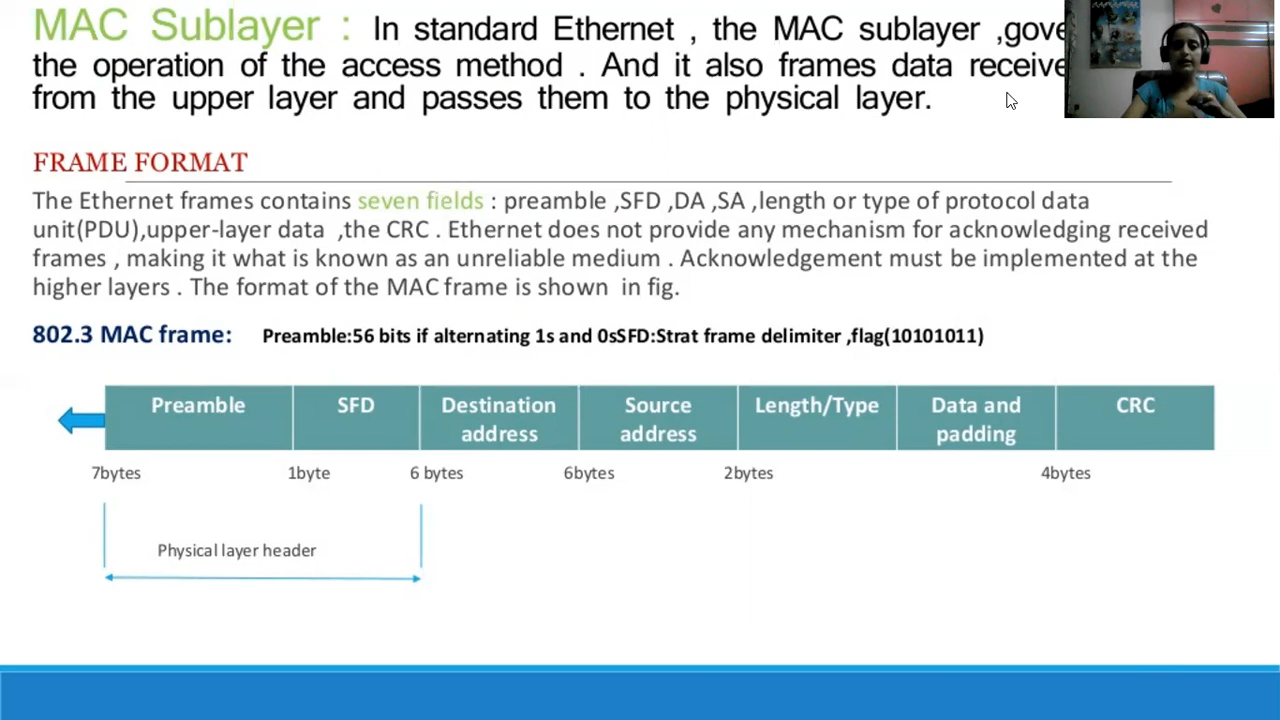 MAC Sublayer : In standard Ethernet , the MAC sublayer ,gove
the operation of the access method . And it also frames data receive
from the upper layer and passes them to the physical layer.
FRAME FORMAT
The Ethernet frames contains seven fields : preamble ,SFD ,DA ,SA ,length or type of protocol data
unit(PDU),upper-layer data ,the CRC . Ethernet does not provide any mechanism for acknowledging received
frames , making it what is known as an unreliable medium . Acknowledgement must be implemented at the
higher layers . The format of the MAC frame is shown in fig.
802.3 MAC frame: Preamble:56 bits if alternating 1s and 0sSFD:Strat frame delimiter ,flag(10101011)
Preamble SFD Destination address Source address Length/Type Data and padding CRC
7bytes 1byte 6 bytes 6bytes 2bytes 4bytes
Physical layer header